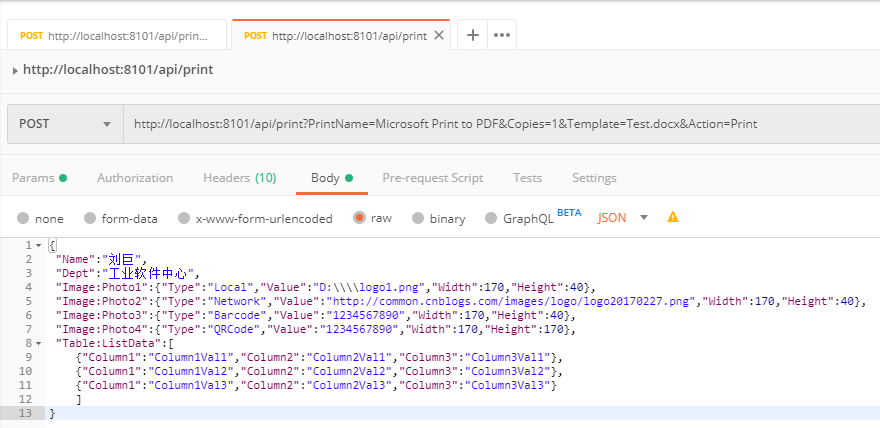 POST http://localhost:8101/api/prin... POST http://localhost:8101/api/print
http://localhost:8101/api/print
POST http://localhost:8101/api/print?PrintName=Microsoft Print to PDF&Copies=1&Template=Test.docx&Action=Print
Params Authorization Headers (10) Body Pre-request Script Tests Settings
none form-data x-www-form-urlencoded raw binary GraphQL BETA JSON
1 {
2 "Name":"刘巨",
3 "Dept":"工业软件中心",
4 "Image:Photo1":{"Type":"Local","Value":"D:\\\\logo1.png","Width":170,"Height":40},
5 "Image:Photo2":{"Type":"Network","Value":"http://common.cnblogs.com/images/logo/logo20170227.png","Width":170,"Height":40},
6 "Image:Photo3":{"Type":"Barcode","Value":"1234567890","Width":170,"Height":40},
7 "Image:Photo4":{"Type":"QRCode","Value":"1234567890","Width":170,"Height":170},
8 "Table:ListData":[
9 {"Column1":"Column1Val1","Column2":"Column2Val1","Column3":"Column3Val1"},
10 {"Column1":"Column1Val2","Column2":"Column2Val2","Column3":"Column3Val2"},
11 {"Column1":"Column1Val3","Column2":"Column2Val3","Column3":"Column3Val3"}
12 ]
13 }